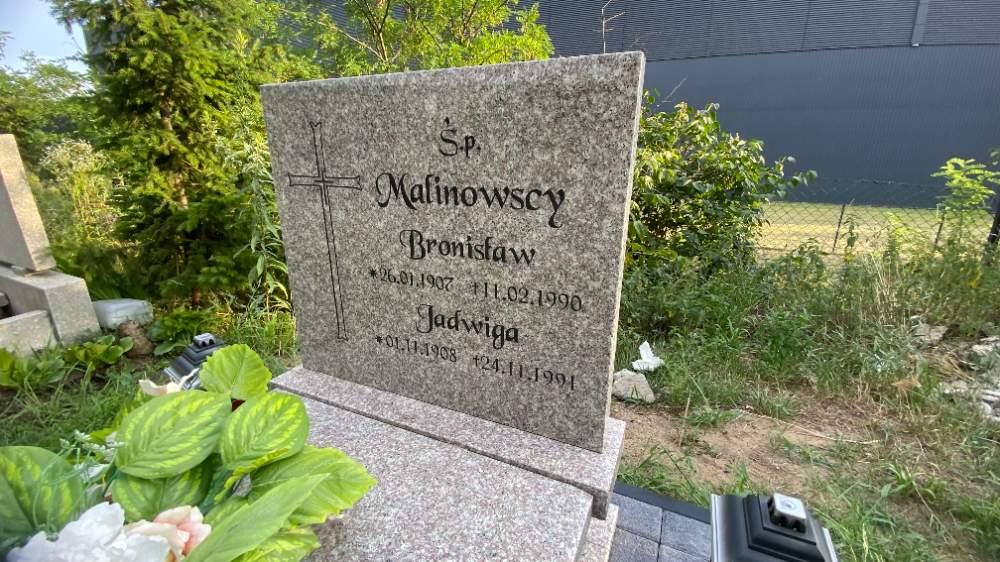 Ś.p.
Malinowscy
Bronisław
*26.01.1907 †11.02.1990
Jadwiga
*01.11.1908 †24.11.1991